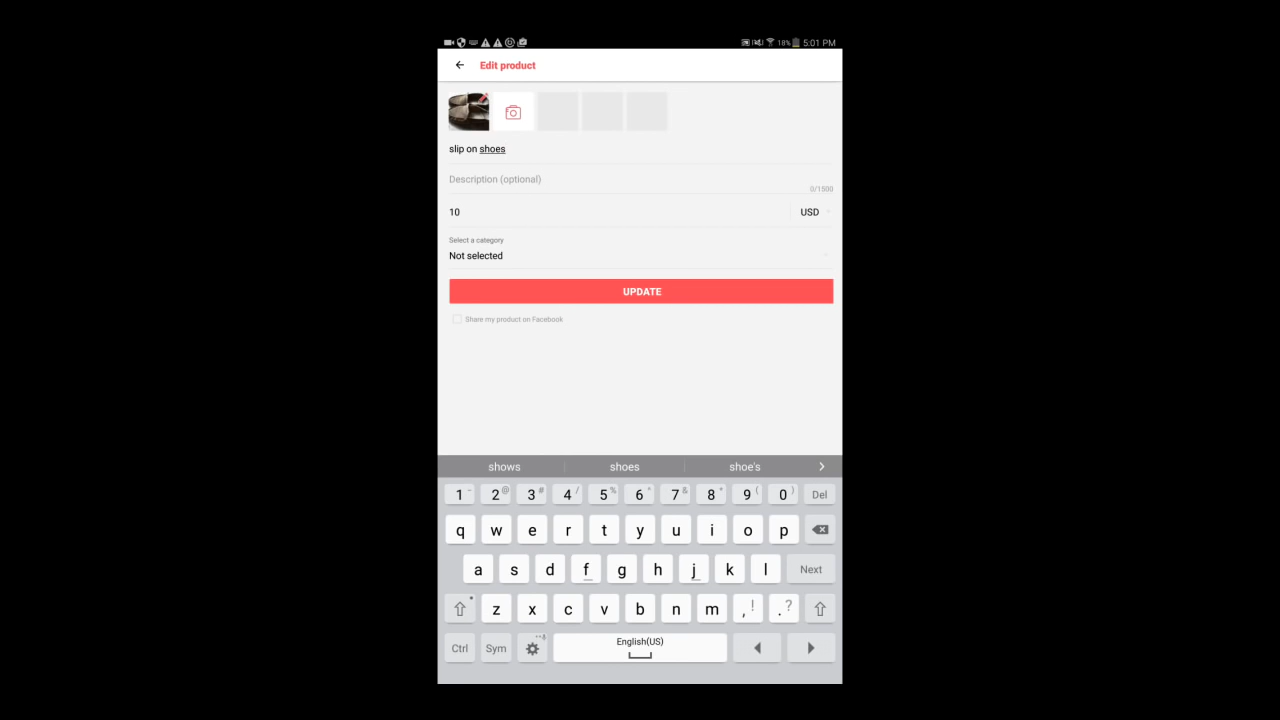 18% 5:01 PM
Edit product
slip on shoes
Description (optional)
0/1500
10 USD
Select a category
Not selected
UPDATE
Share my product on Facebook
shows shoes shoe's
1 - 2 @ 3 # 4 / 5 % 6 ^ 7 & 8 * 9 ( 0 ) Del
q w e r t y u i o p
a s d f g h j k l Next
z x c v b n m , ! . ?
Ctrl Sym English(US)